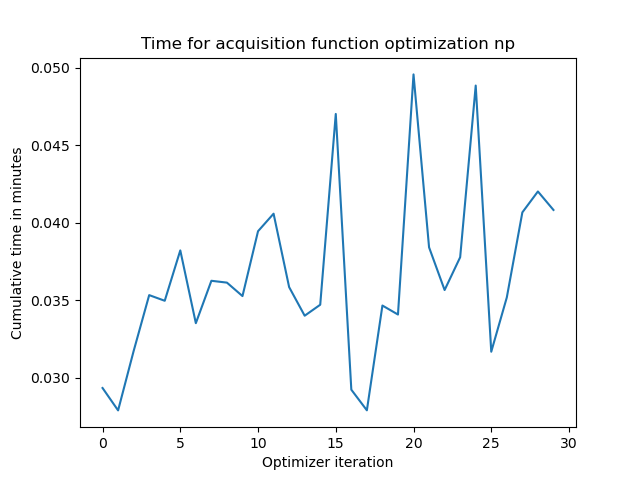 Time for acquisition function optimization np
0.050
0.045
0.040
0.035
0.030
Cumulative time in minutes
0 5 10 15 20 25 30
Optimizer iteration